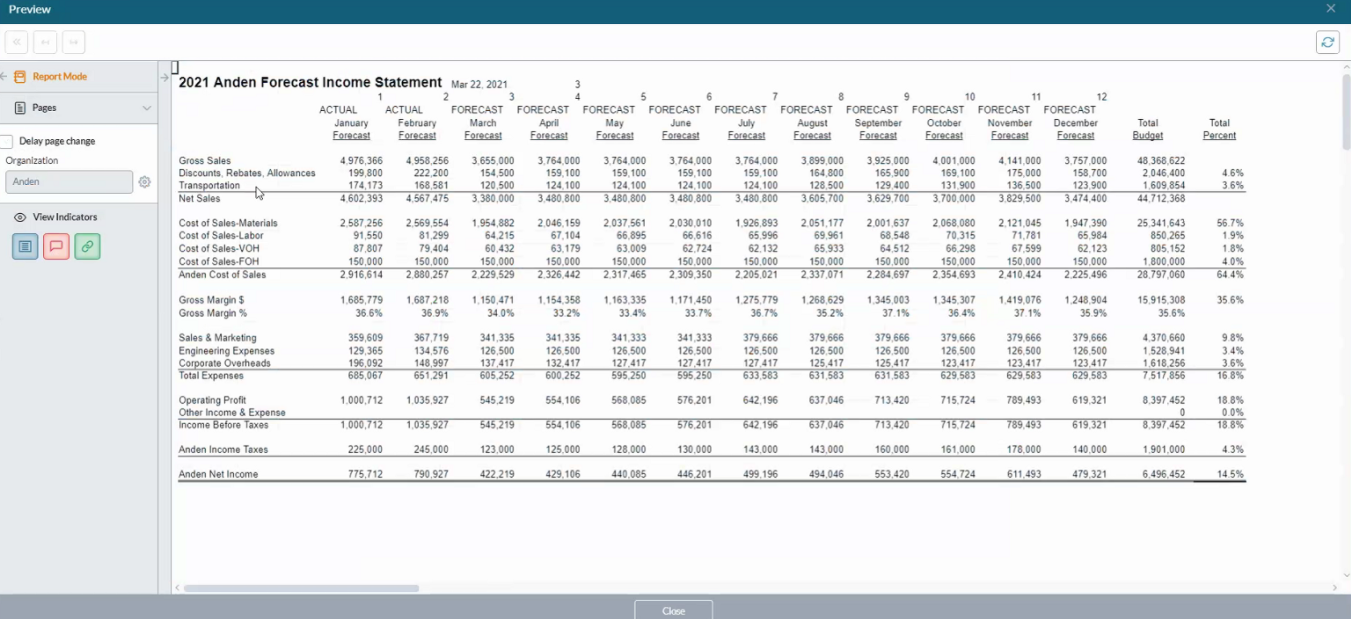 Preview
Report Mode
Pages
Delay page change
Organization
Anden
View Indicators
2021 Anden Forecast Income Statement Mar 22, 2021 3
1 2 3 4 5 6 7 8 9 10 11 12
ACTUAL ACTUAL FORECAST FORECAST FORECAST FORECAST FORECAST FORECAST FORECAST FORECAST FORECAST FORECAST
January February March April May June July August September October November December Total Total
Forecast Forecast Forecast Forecast Forecast Forecast Forecast Forecast Forecast Forecast Forecast Forecast Budget Percent
Gross Sales 4,976,366 4,958,256 3,655,000 3,764,000 3,764,000 3,764,000 3,764,000 3,899,000 3,925,000 4,001,000 4,141,000 3,757,000 48,368,622
Discounts, Rebates, Allowances 199,800 222,200 154,500 159,100 159,100 159,100 159,100 164,800 165,900 169,100 175,000 158,700 2,046,400 4.6%
Transportation 174,173 168,581 120,500 124,100 124,100 124,100 124,100 128,500 129,400 131,900 136,500 123,900 1,609,854 3.6%
Net Sales 4,602,393 4,567,475 3,380,000 3,480,800 3,480,800 3,480,800 3,480,800 3,605,700 3,629,700 3,700,000 3,829,500 3,474,400 44,712,368
Cost of Sales-Materials 2,587,256 2,569,554 1,954,882 2,046,159 2,037,561 2,030,010 1,926,893 2,051,177 2,001,637 2,068,080 2,121,045 1,947,390 25,341,643 56.7%
Cost of Sales-Labor 91,550 81,299 64,215 67,104 66,895 66,616 65,996 69,961 68,548 70,315 71,781 65,984 850,265 1.9%
Cost of Sales-VOH 87,807 79,404 60,432 63,179 63,009 62,724 62,132 65,933 64,512 66,298 67,599 62,123 805,152 1.8%
Cost of Sales-FOH 150,000 150,000 150,000 150,000 150,000 150,000 150,000 150,000 150,000 150,000 150,000 150,000 1,800,000 4.0%
Anden Cost of Sales 2,916,614 2,880,257 2,229,529 2,326,442 2,317,465 2,309,350 2,205,021 2,337,071 2,284,697 2,354,693 2,410,424 2,225,496 28,797,060 64.4%
Gross Margin $ 1,685,779 1,687,218 1,150,471 1,154,358 1,163,335 1,171,450 1,275,779 1,268,629 1,345,003 1,345,307 1,419,076 1,248,904 15,915,308 35.6%
Gross Margin % 36.6% 36.9% 34.0% 33.2% 33.4% 33.7% 36.7% 35.2% 37.1% 36.4% 37.1% 35.9% 35.6%
Sales & Marketing 359,609 367,719 341,335 341,335 341,333 341,333 379,666 379,666 379,666 379,666 379,666 379,666 4,370,660 9.8%
Engineering Expenses 129,365 134,576 126,500 126,500 126,500 126,500 126,500 126,500 126,500 126,500 126,500 126,500 1,528,941 3.4%
Corporate Overheads 196,092 148,997 137,417 132,417 127,417 127,417 127,417 125,417 125,417 123,417 123,417 123,417 1,618,256 3.6%
Total Expenses 685,067 651,291 605,252 600,252 595,250 595,250 633,583 631,583 631,583 629,583 629,583 629,583 7,517,856 16.8%
Operating Profit 1,000,712 1,035,927 545,219 554,106 568,085 576,201 642,196 637,046 713,420 715,724 789,493 619,321 8,397,452 18.8%
Other Income & Expense 0 0.0%
Income Before Taxes 1,000,712 1,035,927 545,219 554,106 568,085 576,201 642,196 637,046 713,420 715,724 789,493 619,321 8,397,452 18.8%
Anden Income Taxes 225,000 245,000 123,000 125,000 128,000 130,000 143,000 143,000 160,000 161,000 178,000 140,000 1,901,000 4.3%
Anden Net Income 775,712 790,927 422,219 429,106 440,085 446,201 499,196 494,046 553,420 554,724 611,493 479,321 6,496,452 14.5%
Close